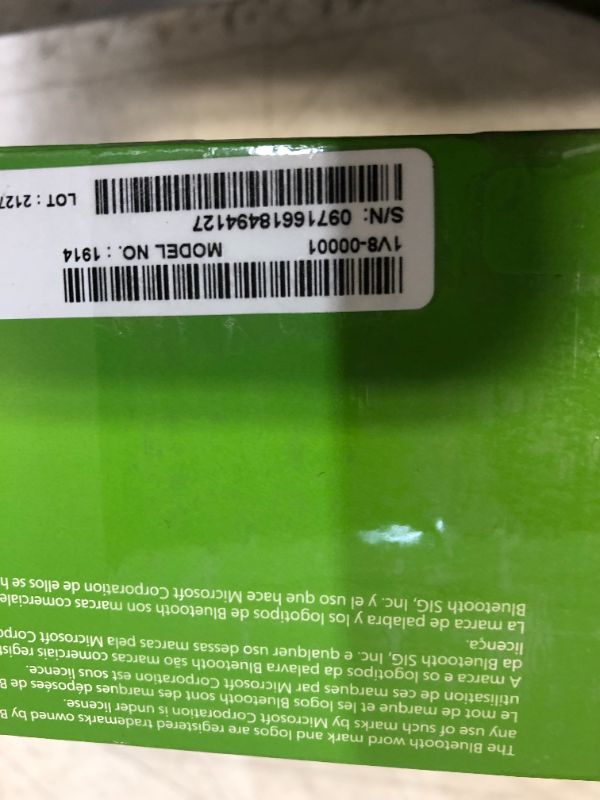 The Bluetooth word mark and logos are registered trademarks owned by B
any use of such marks by Microsoft Corporation is under license.
Le mot de marque et les logos Bluetooth sont des marques déposées de B
utilisation de ces marques par Microsoft Corporation est sous licence.
A marca e os logotipos da palavra Bluetooth são marcas comerciais regist
da Bluetooth SIG, Inc. e qualquer uso dessas marcas pela Microsoft Corpo
licença.
La marca de palabra y los logotipos de Bluetooth son marcas comerciale
Bluetooth SIG, Inc. y el uso que hace Microsoft Corporation de ellos se h
1V8-00001 MODEL NO. : 1914
S/N: 09716618494127
LOT : 2127